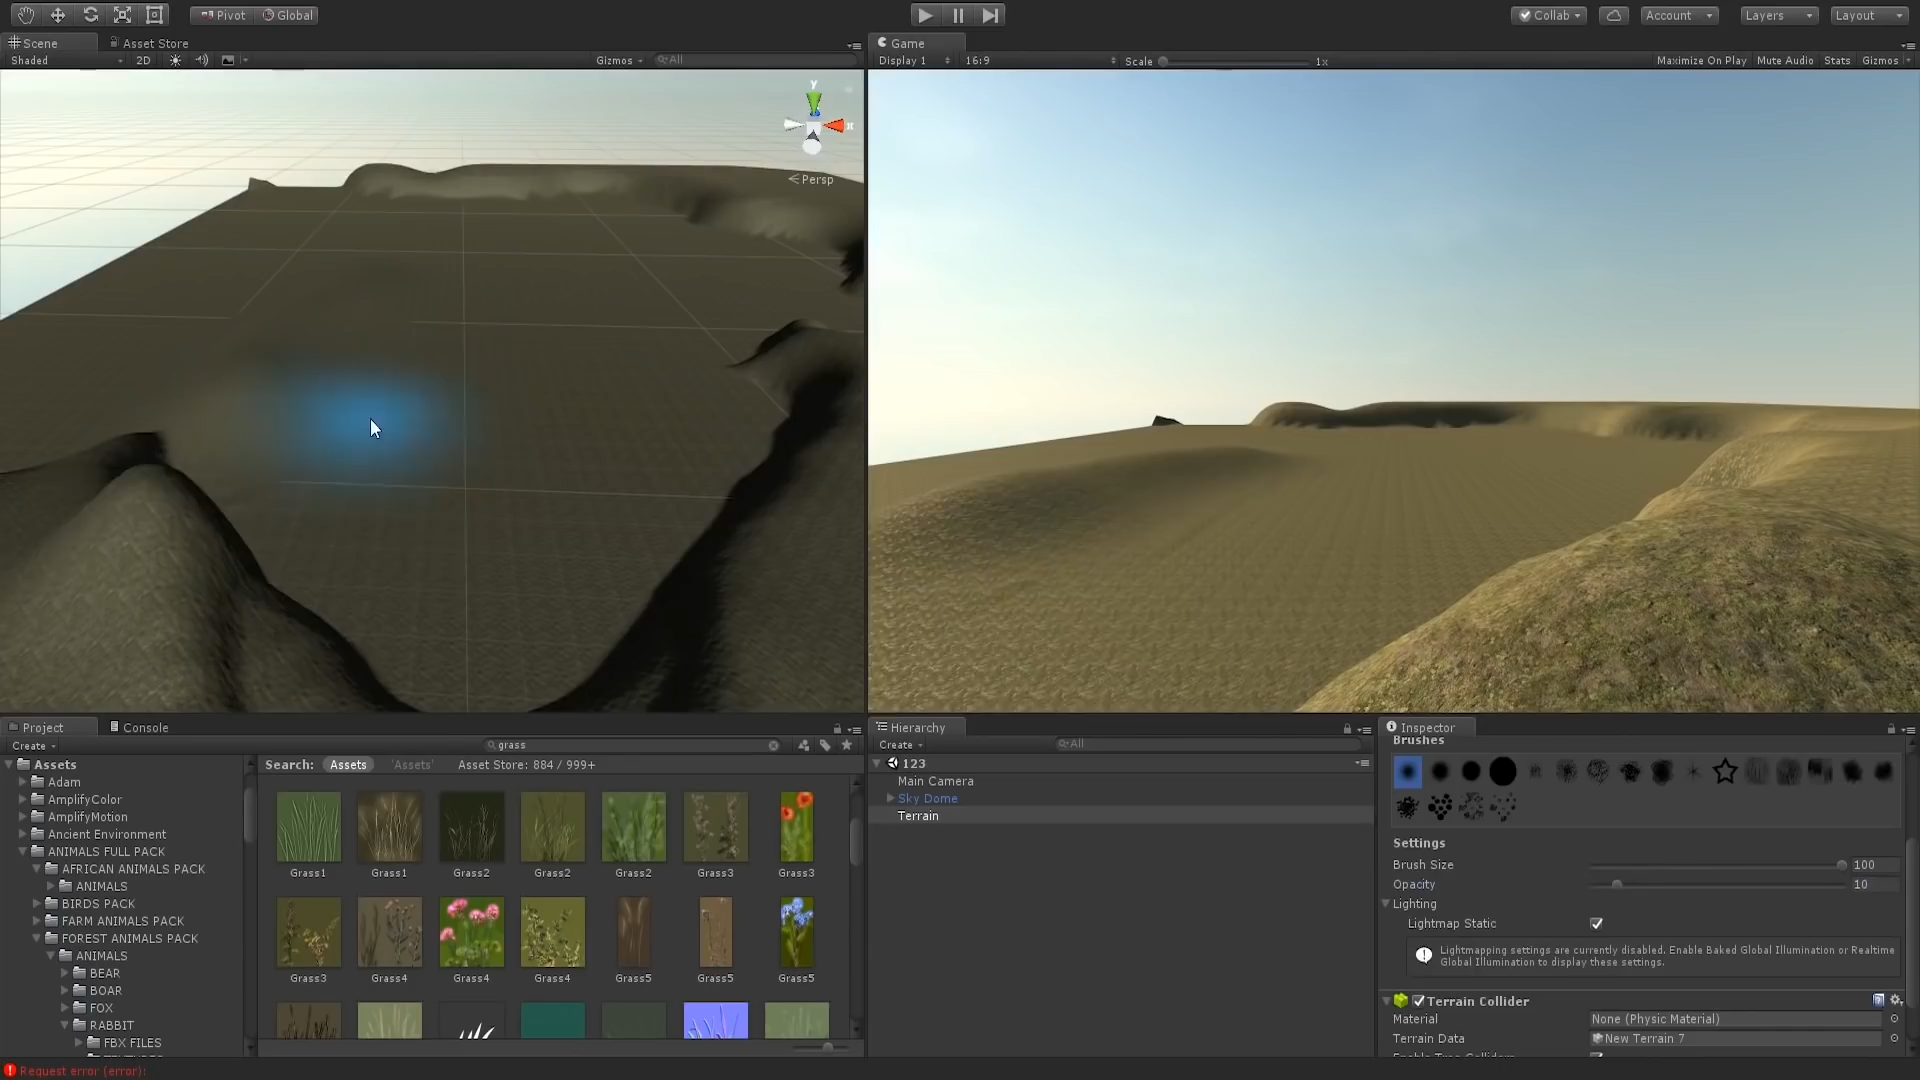 Pivot
Global
Collab
Account
Layers
Layout
Scene
Asset Store
Shaded
2D
Gizmos
All
Y
X
Persp
Game
Display 1
16:9
Scale
1x
Maximize On Play
Mute Audio
Stats
Gizmos
Project
Console
Create
grass
Assets
Adam
AmplifyColor
AmplifyMotion
Ancient Environment
ANIMALS FULL PACK
AFRICAN ANIMALS PACK
ANIMALS
BIRDS PACK
FARM ANIMALS PACK
FOREST ANIMALS PACK
ANIMALS
BEAR
BOAR
FOX
RABBIT
FBX FILES
Search: Assets 'Assets' Asset Store: 884 / 999+
Grass1 Grass1 Grass2 Grass2 Grass2 Grass3 Grass3
Grass3 Grass4 Grass4 Grass4 Grass5 Grass5 Grass5
Hierarchy
Create
All
123
Main Camera
Sky Dome
Terrain
Inspector
Brushes
Settings
Brush Size 100
Opacity 10
Lighting
Lightmap Static
Lightmapping settings are currently disabled. Enable Baked Global Illumination or Realtime
Global Illumination to display these settings.
Terrain Collider
Material None (Physic Material)
Terrain Data New Terrain 7
Request error (error):